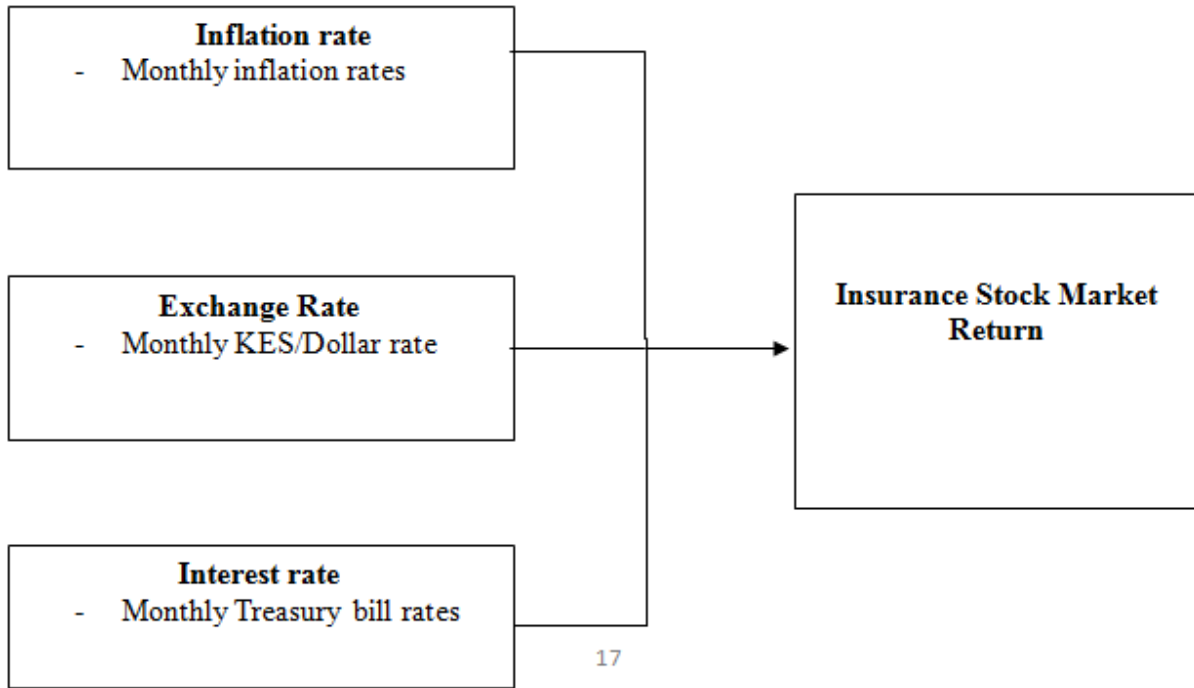 Inflation rate
- Monthly inflation rates
Exchange Rate
- Monthly KES/Dollar rate
Interest rate
- Monthly Treasury bill rates
Insurance Stock Market
Return
17